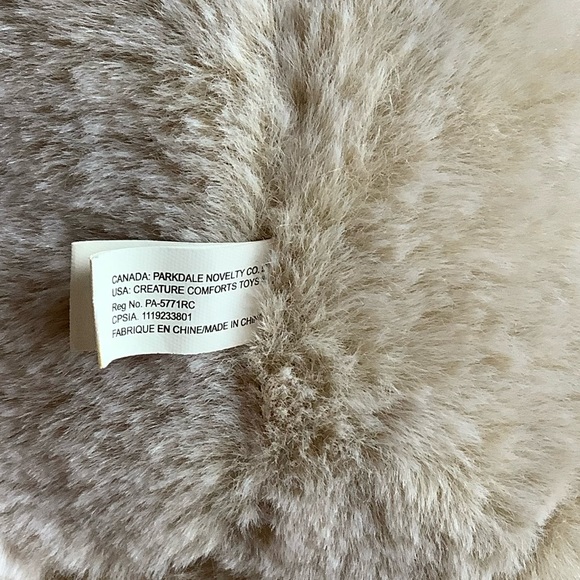 CANADA: PARKDALE NOVELTY CO.
USA: CREATURE COMFORTS TOYS
Reg No. PA-5771RC
CPSIA. 1119233801
FABRIQUE EN CHINE/MADE IN CHIN